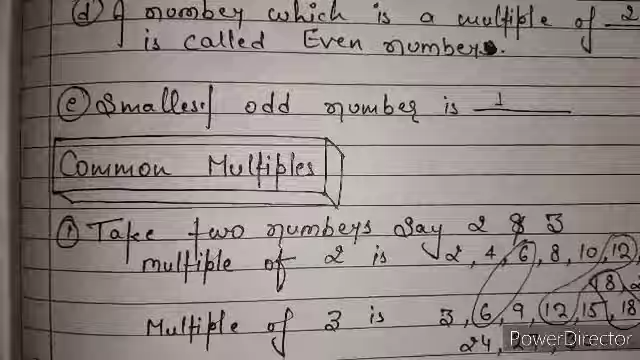 (d) A number which is a multiple of 2
is called Even number.
(e) Smallest odd number is 1
Common Multiples
(1) Take two numbers say 2 & 3
multiple of 2 is 2, 4, 6, 8, 10, 12,
18, 2
Multiple of 3 is 3, 6, 9, 12, 15, 18
24,
PowerDirector